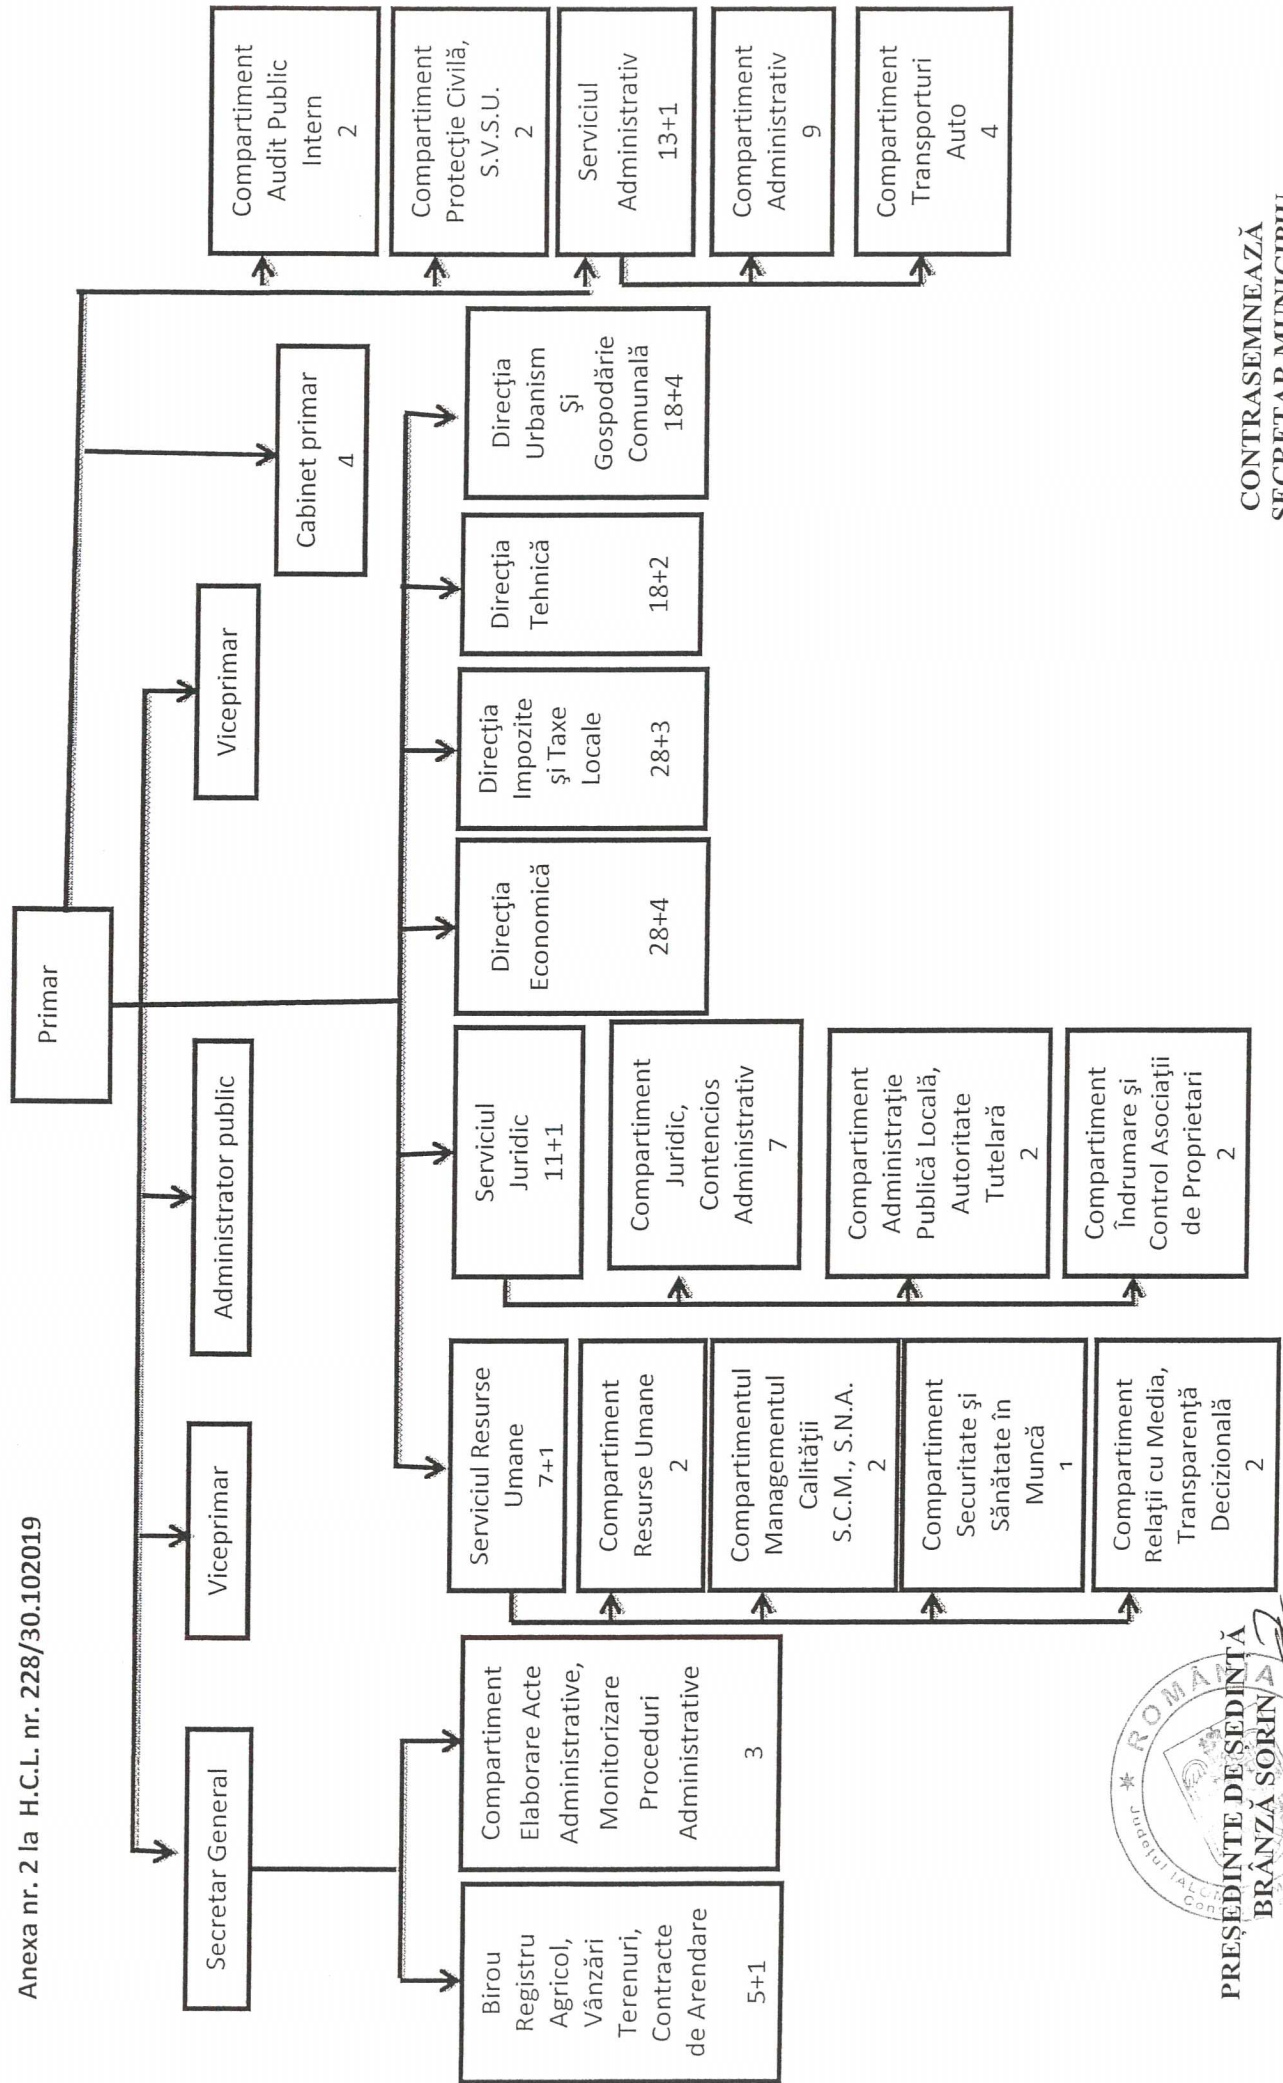 Anexa nr. 2 la H.C.L. nr. 228/30.102019
Primar
Secretar General
Viceprimar
Administrator public
Viceprimar
Cabinet primar
4
Compartiment
Audit Public
Intern
2
Compartiment
Protecție Civilă,
S.V.S.U.
2
Serviciul
Administrativ
13+1
Compartiment
Administrativ
9
Compartiment
Transporturi
Auto
4
Birou
Registru
Agricol,
Vânzări
Terenuri,
Contracte
de Arendare
5+1
Compartiment
Elaborare Acte
Administrative,
Monitorizare
Proceduri
Administrative
3
Serviciul Resurse
Umane
7+1
Compartiment
Resurse Umane
2
Compartimentul
Managementul
Calităţii
S.C.M., S.N.A.
2
Compartiment
Securitate şi
Sănătate în
Muncă
1
Compartiment
Relaţii cu Media,
Transparenţă
Decizională
2
Serviciul
Juridic
11+1
Compartiment
Juridic,
Contencios
Administrativ
7
Compartiment
Administraţie
Publică Locală,
Autoritate
Tutelară
2
Compartiment
Îndrumare şi
Control Asociaţii
de Proprietari
2
Direcţia
Economică
28+4
Direcţia
Impozite
şi Taxe
Locale
28+3
Direcţia
Tehnică
18+2
Direcţia
Urbanism
Şi
Gospodărie
Comunală
18+4
PREŞEDINTE DE ŞEDINŢĂ
BRÂNZĂ SORIN
ROMÂNIA
Judeţul
CONTRASEMNEAZĂ
SECRETAR MUNICIPIU